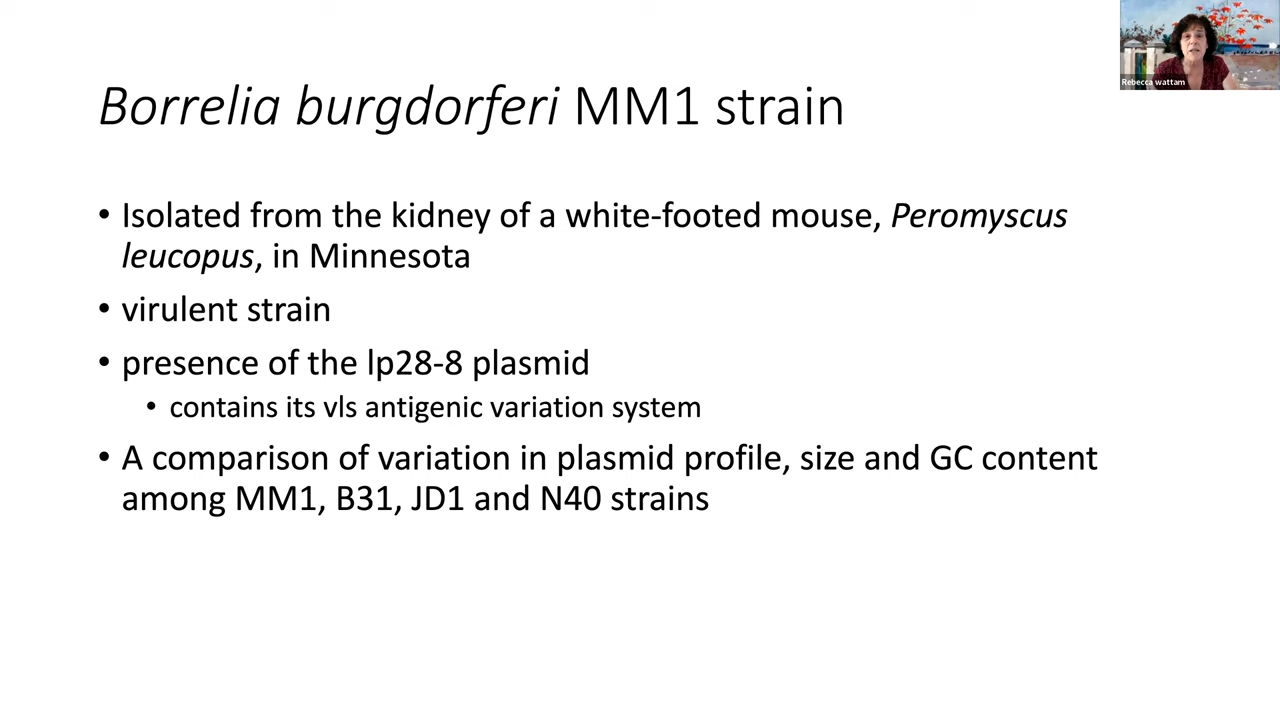 Rebecca wattam
Borrelia burgdorferi MM1 strain
• Isolated from the kidney of a white-footed mouse, Peromyscus
leucopus, in Minnesota
• virulent strain
• presence of the lp28-8 plasmid
• contains its vls antigenic variation system
• A comparison of variation in plasmid profile, size and GC content
among MM1, B31, JD1 and N40 strains